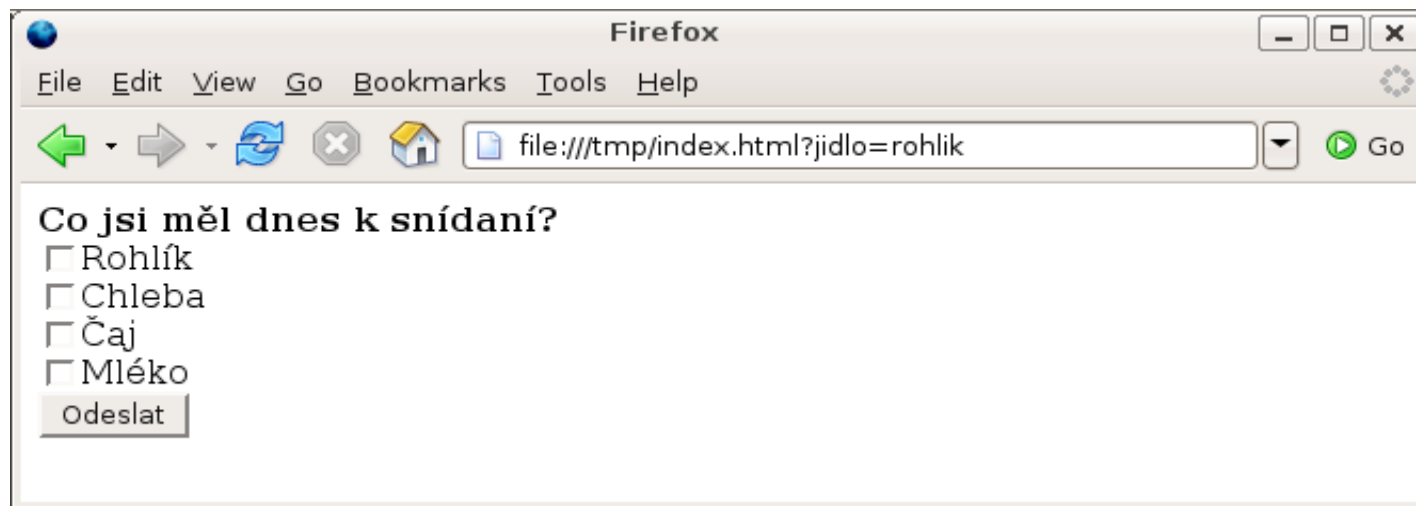 Firefox
File Edit View Go Bookmarks Tools Help
file:///tmp/index.html?jidlo=rohlik Go
Co jsi měl dnes k snídaní?
Rohlík
Chleba
Čaj
Mléko
Odeslat